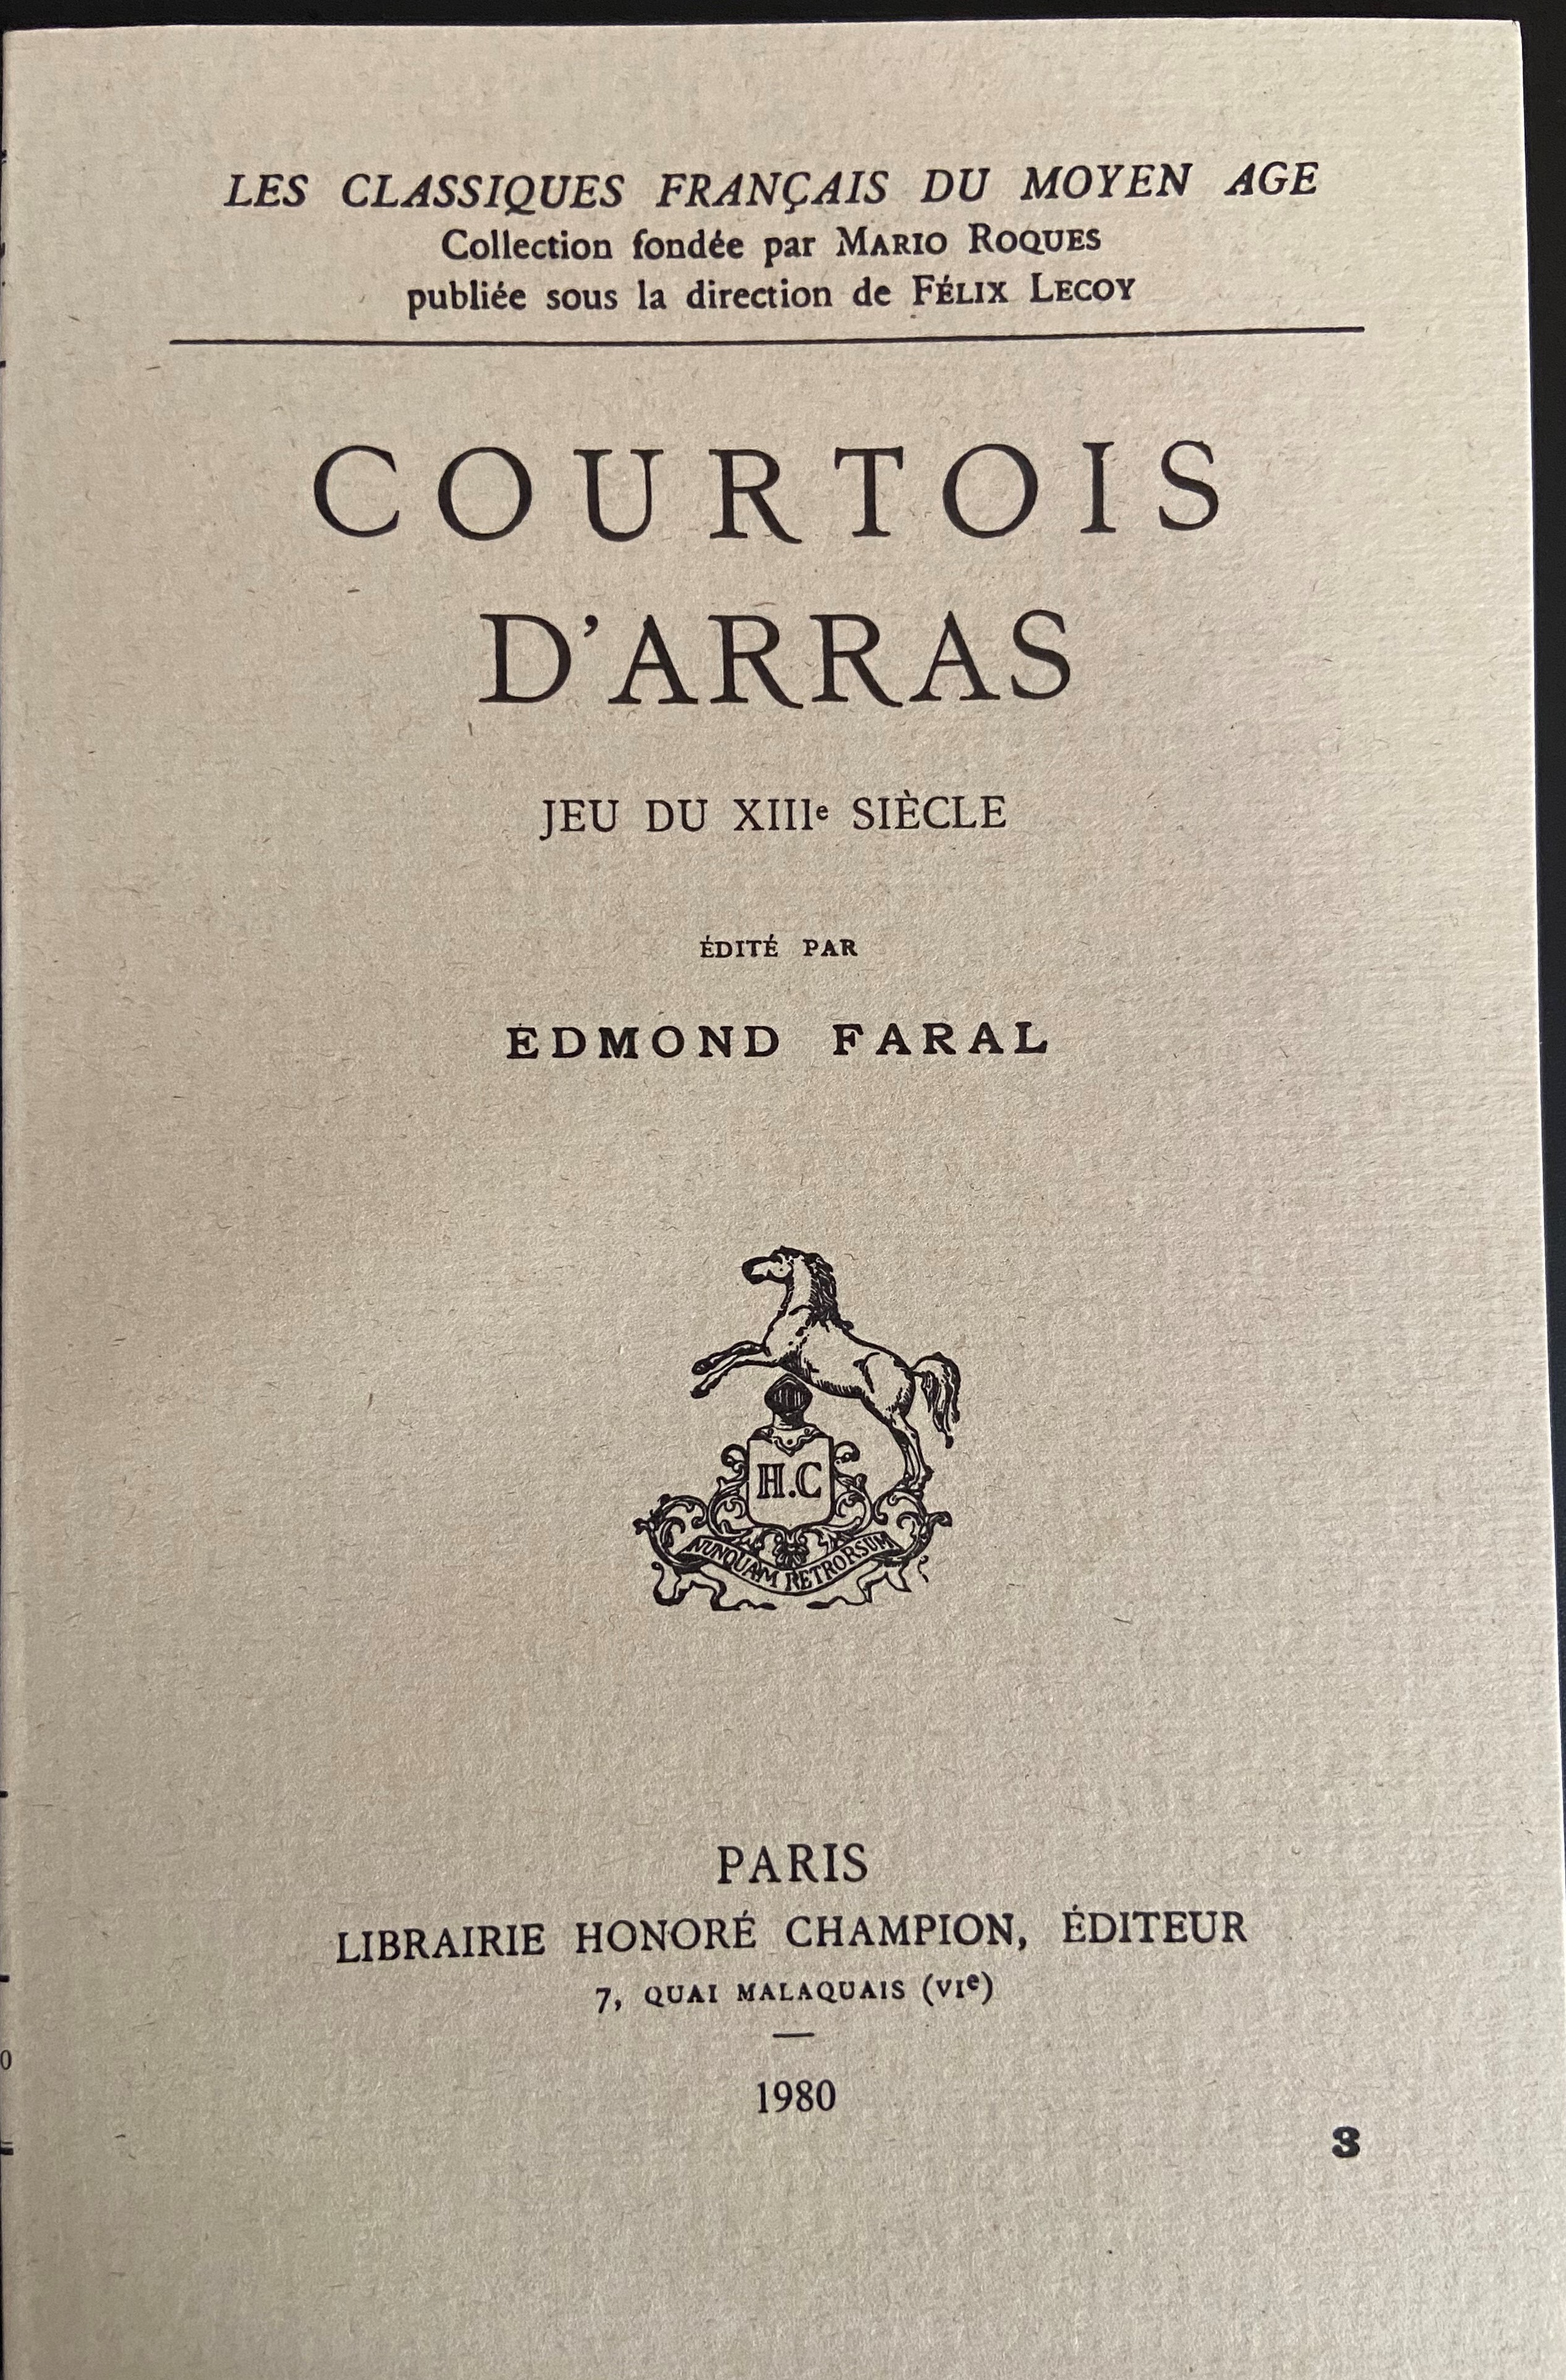 LES CLASSIQUES FRANÇAIS DU MOYEN AGE
Collection fondée par MARIO ROQUES
publiée sous la direction de FÉLIX LECOY
COURTOIS
D'ARRAS
JEU DU XIIIe SIÈCLE
ÉDITÉ PAR
EDMOND FARAL
H.C
NUNQUAM RETRORSUM
PARIS
LIBRAIRIE HONORÉ CHAMPION, ÉDITEUR
7, QUAI MALAQUAIS (VIe)
1980
3